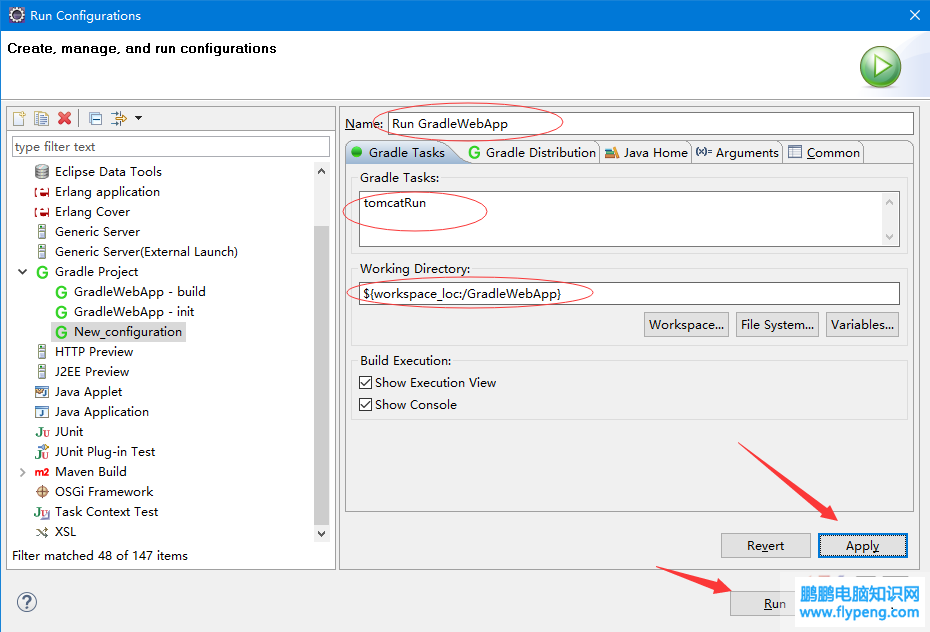 Run Configurations
Create, manage, and run configurations
type filter text
Eclipse Data Tools
Erlang application
Erlang Cover
Generic Server
Generic Server(External Launch)
Gradle Project
GradleWebApp - build
GradleWebApp - init
New_configuration
HTTP Preview
J2EE Preview
Java Applet
Java Application
JUnit
JUnit Plug-in Test
Maven Build
OSGi Framework
Task Context Test
XSL
Filter matched 48 of 147 items
Name: Run GradleWebApp
Gradle Tasks Gradle Distribution Java Home Arguments Common
Gradle Tasks:
tomcatRun
Working Directory:
${workspace_loc:/GradleWebApp}
Workspace... File System... Variables...
Build Execution:
Show Execution View
Show Console
Revert Apply
Run
鹏鹏电脑知识网
www.flypeng.com